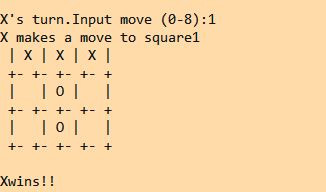 X's turn.Input move (0-8):1
X makes a move to square1
| X | X | X |
+- +- +- +
|   | O |   |
+- +- +- +
|   | O |   |
+- +- +- +
Xwins!!